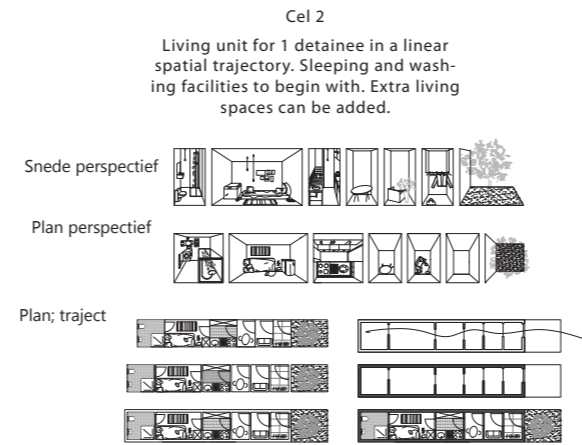 Cel 2
Living unit for 1 detainee in a linear
spatial trajectory. Sleeping and wash-
ing facilities to begin with. Extra living
spaces can be added.
Snede perspectief
Plan perspectief
Plan; traject